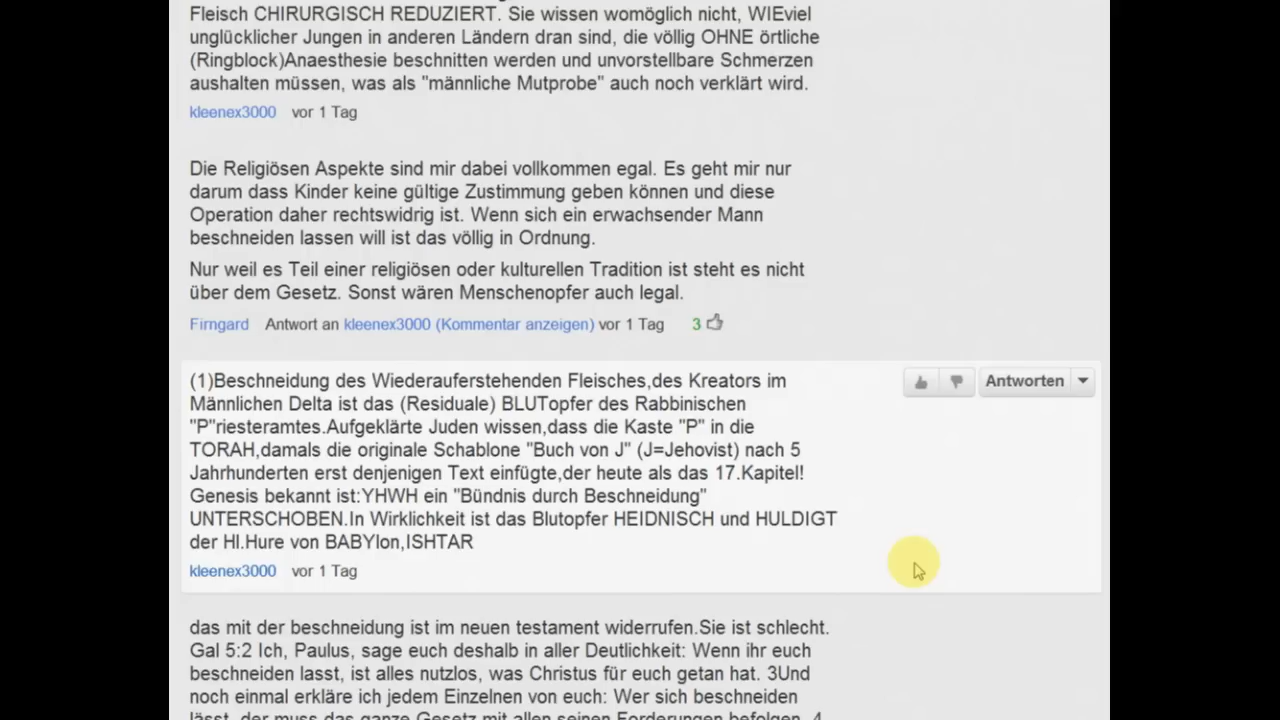 Fleisch CHIRURGISCH REDUZIERT. Sie wissen womöglich nicht, WIEviel
unglücklicher Jungen in anderen Ländern dran sind, die völlig OHNE örtliche
(Ringblock)Anaesthesie beschnitten werden und unvorstellbare Schmerzen
aushalten müssen, was als "männliche Mutprobe" auch noch verklärt wird.
kleenex3000 vor 1 Tag
Die Religiösen Aspekte sind mir dabei vollkommen egal. Es geht mir nur
darum dass Kinder keine gültige Zustimmung geben können und diese
Operation daher rechtswidrig ist. Wenn sich ein erwachsender Mann
beschneiden lassen will ist das völlig in Ordnung.
Nur weil es Teil einer religiösen oder kulturellen Tradition ist steht es nicht
über dem Gesetz. Sonst wären Menschenopfer auch legal.
Firngard Antwort an kleenex3000 (Kommentar anzeigen) vor 1 Tag 3
(1)Beschneidung des Wiederauferstehenden Fleisches,des Kreators im
Antworten
Männlichen Delta ist das (Residuale) BLUTopfer des Rabbinischen
"P"riesteramtes.Aufgeklärte Juden wissen,dass die Kaste "P" in die
TORAH,damals die originale Schablone "Buch von J" (J=Jehovist) nach 5
Jahrhunderten erst denjenigen Text einfügte,der heute als das 17.Kapitel!
Genesis bekannt ist:YHWH ein "Bündnis durch Beschneidung"
UNTERSCHOBEN.In Wirklichkeit ist das Blutopfer HEIDNISCH und HULDIGT
der Hl.Hure von BABYlon,ISHTAR
kleenex3000 vor 1 Tag
das mit der beschneidung ist im neuen testament widerrufen.Sie ist schlecht.
Gal 5:2 Ich, Paulus, sage euch deshalb in aller Deutlichkeit: Wenn ihr euch
beschneiden lasst, ist alles nutzlos, was Christus für euch getan hat. 3Und
noch einmal erkläre ich jedem Einzelnen von euch: Wer sich beschneiden
lässt, der muss das ganze Gesetz mit allen seinen Forderungen befolgen. 4